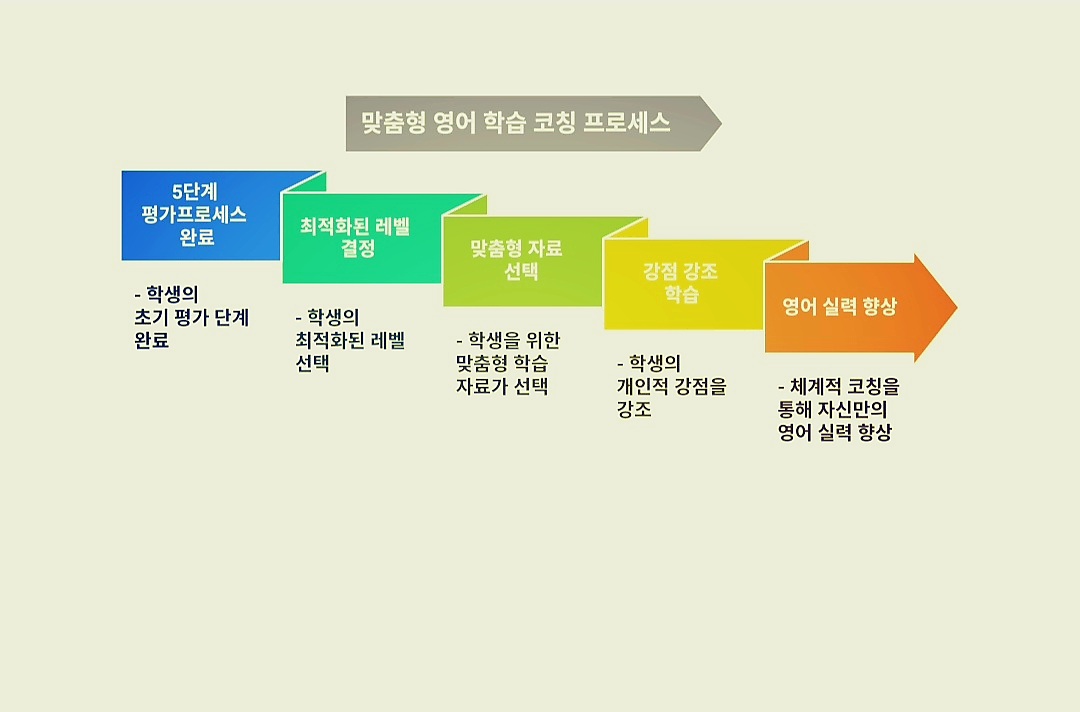 맞춤형 영어 학습 코칭 프로세스
5단계
평가프로세스
완료
- 학생의
초기 평가 단계
완료
최적화된 레벨
결정
- 학생의
최적화된 레벨
선택
맞춤형 자료
선택
- 학생을 위한
맞춤형 학습
자료가 선택
강점 강조
학습
- 학생의
개인적 강점을
강조
영어 실력 향상
- 체계적 코칭을
통해 자신만의
영어 실력 향상